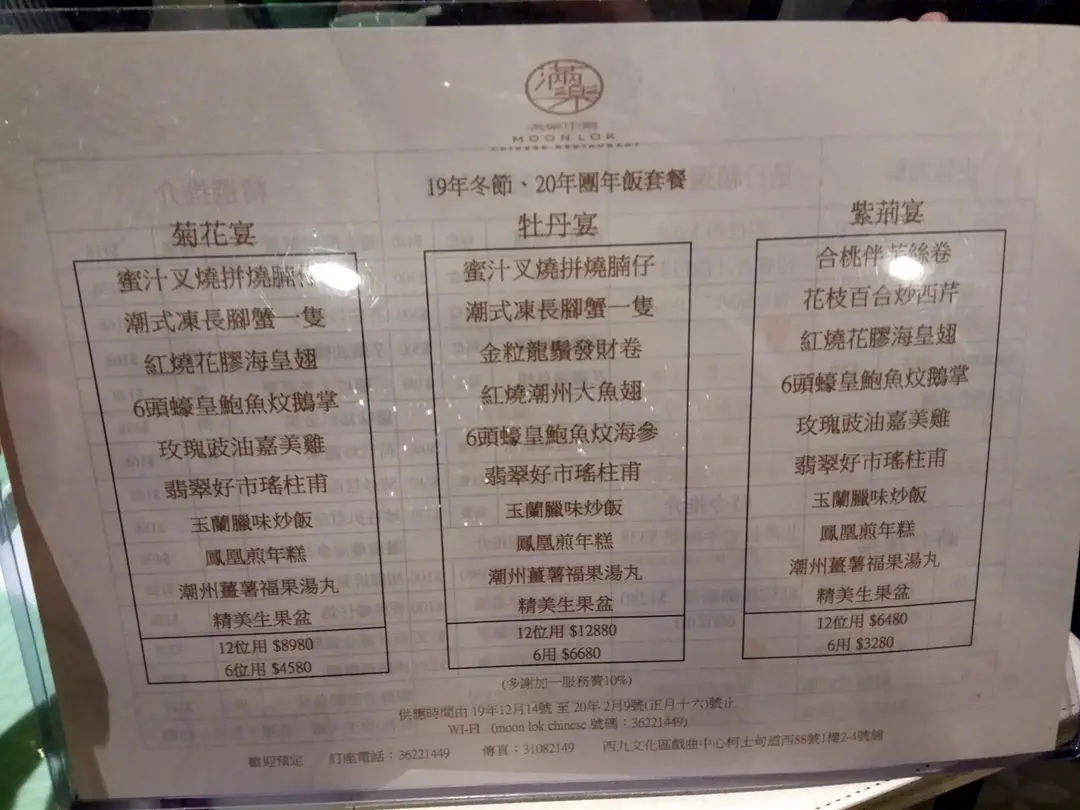 滿樂
滿樂中菜
MOON LOK
CHINESE RESTAURANT
19年冬節、20年團年飯套餐
菊花宴
蜜汁叉燒拼燒腩仔
潮式凍長腳蟹一隻
紅燒花膠海皇翅
6頭蠔皇鮑魚炆鵝掌
玫瑰豉油嘉美雞
翡翠好市瑤柱甫
玉蘭臘味炒飯
鳳凰煎年糕
潮州薑薯福果湯丸
精美生果盆
12位用 $8980
6位用 $4580
牡丹宴
蜜汁叉燒拼燒腩仔
潮式凍長腳蟹一隻
金粒龍鬚發財卷
紅燒潮州大魚翅
6頭蠔皇鮑魚炆海參
翡翠好市瑤柱甫
玉蘭臘味炒飯
鳳凰煎年糕
潮州薑薯福果湯丸
精美生果盆
12位用 $12880
6用 $6680
紫荊宴
合桃伴絲卷
花枝百合炒西芹
紅燒花膠海皇翅
6頭蠔皇鮑魚炆鵝掌
玫瑰豉油嘉美雞
翡翠好市瑤柱甫
玉蘭臘味炒飯
鳳凰煎年糕
潮州薑薯福果湯丸
精美生果盆
12位用 $6480
6用 $3280
(多謝加一服務費10%)
供應時間由 19年12月14號 至 20年 2月9號(正月十六)號止
WI-FI (moon lok chinese 號碼：36221449)
歡迎預定 訂座電話：36221449 傳真：31082149 西九文化區戲曲中心柯士甸道西88號1樓2-4號舖